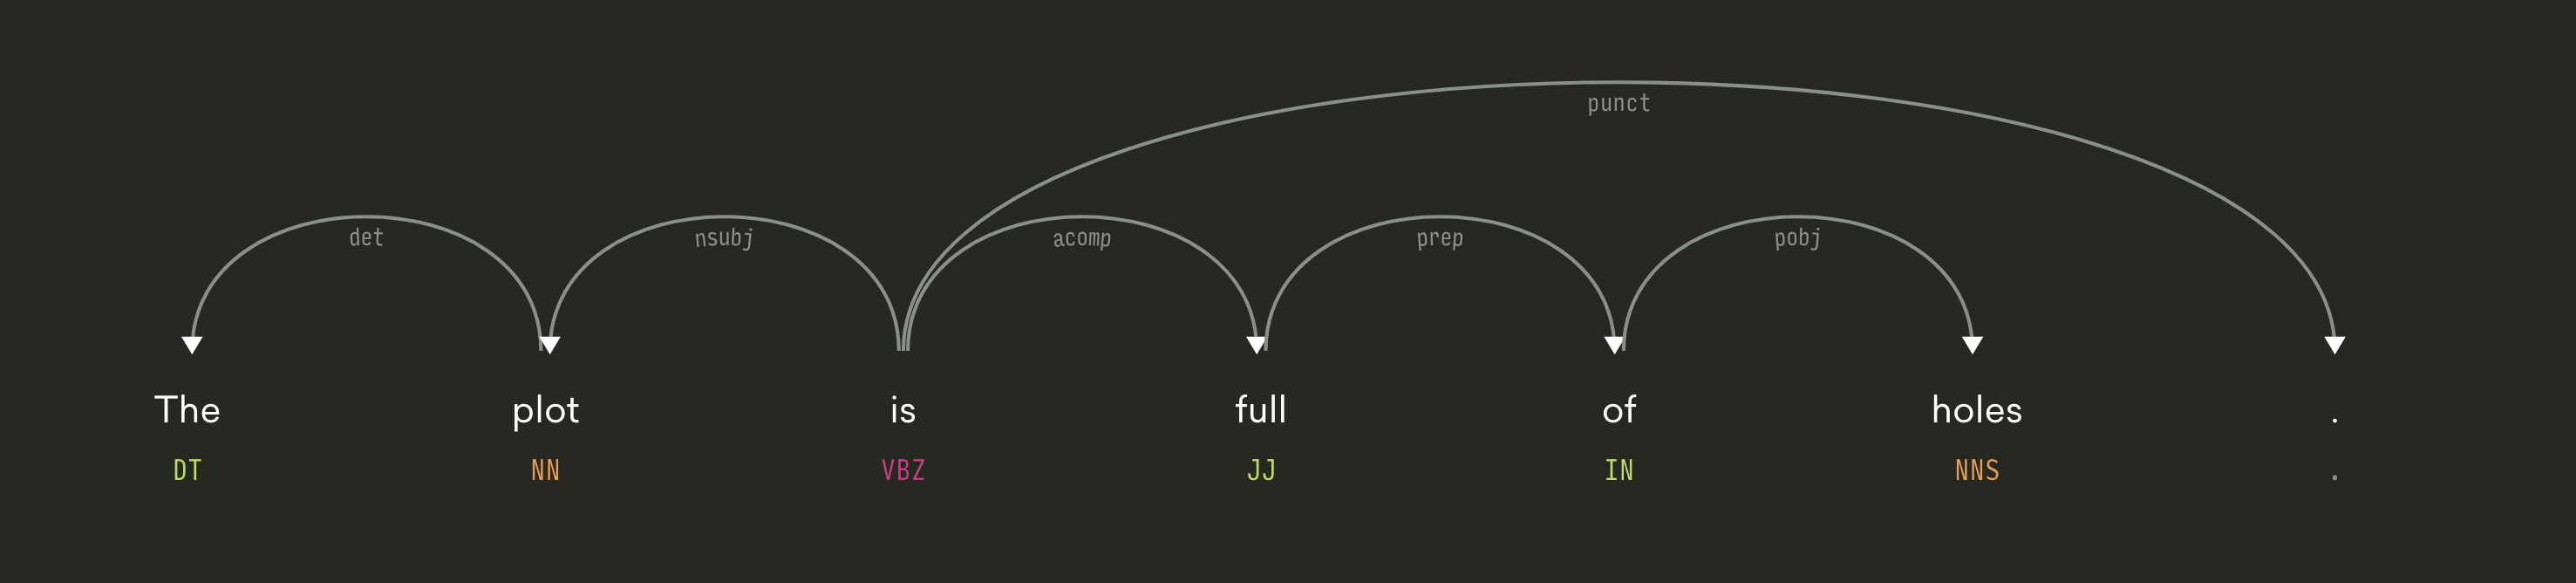 punct
det nsubj acomp prep pobj
The plot is full of holes .
DT NN VBZ JJ IN NNS .